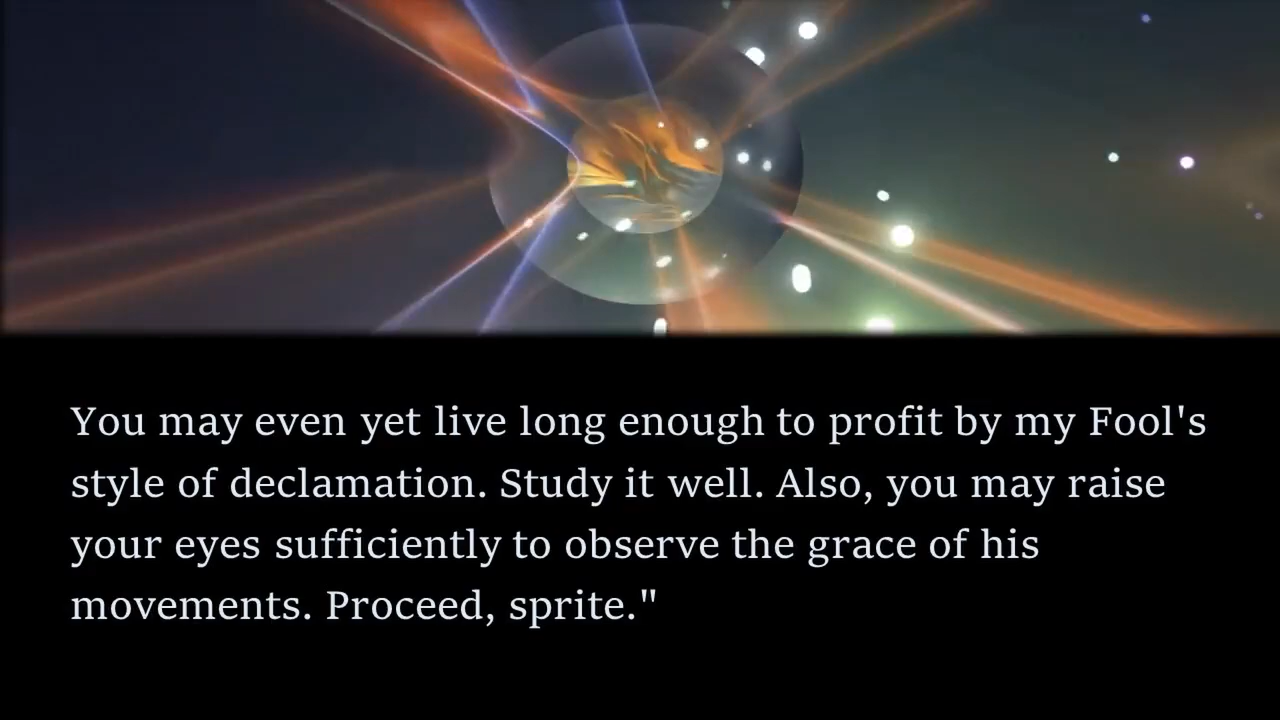 You may even yet live long enough to profit by my Fool's
style of declamation. Study it well. Also, you may raise
your eyes sufficiently to observe the grace of his
movements. Proceed, sprite."